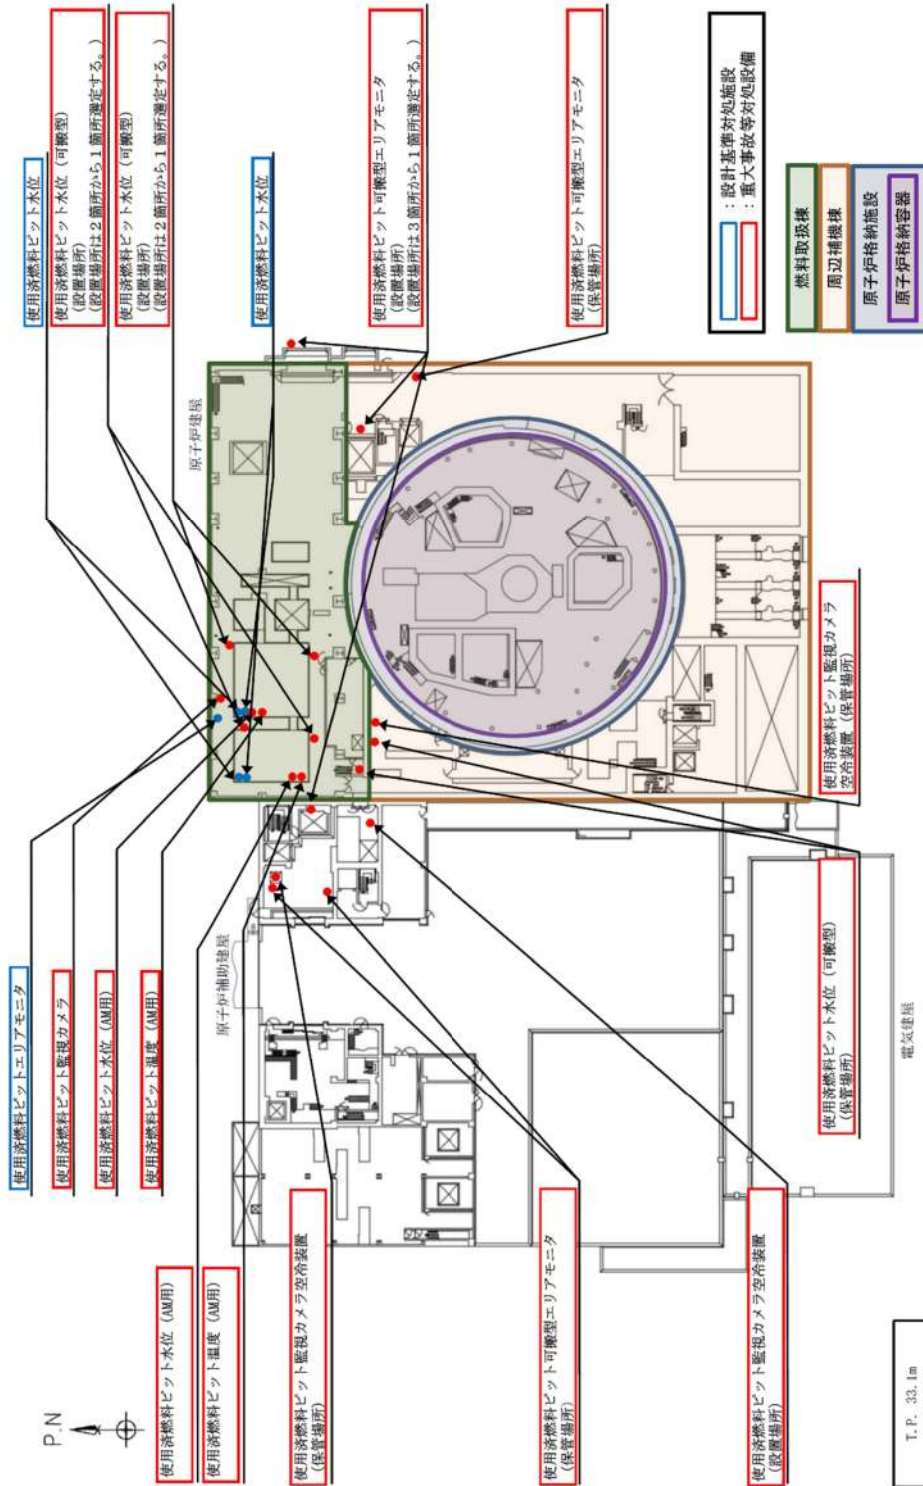 使用済燃料ピット水位
使用済燃料ピット水位（可搬型）
（設置場所）
（設置場所は２箇所から１箇所選定する。）
使用済燃料ピット水位（可搬型）
（設置場所）
（設置場所は２箇所から１箇所選定する。）
使用済燃料ピット水位
使用済燃料ピット可搬型エリアモニタ
（設置場所）
（設置場所は３箇所から１箇所選定する。）
使用済燃料ピット可搬型エリアモニタ
（保管場所）
：設計基準対処施設
：重大事故等対処設備
燃料取扱棟
周辺補機棟
原子炉格納施設
原子炉格納容器
原子炉建屋
使用済燃料ピット監視カメラ
空冷装置（保管場所）
使用済燃料ピット水位（可搬型）
（保管場所）
電気建屋
原子炉補助建屋
使用済燃料ピットエリアモニタ
使用済燃料ピット監視カメラ
使用済燃料ピット水位（AM用）
使用済燃料ピット温度（AM用）
使用済燃料ピット水位（AM用）
使用済燃料ピット温度（AM用）
使用済燃料ピット監視カメラ空冷装置
（保管場所）
使用済燃料ピット可搬型エリアモニタ
（保管場所）
使用済燃料ピット監視カメラ空冷装置
（設置場所）
P.N
T.P. 33.1m